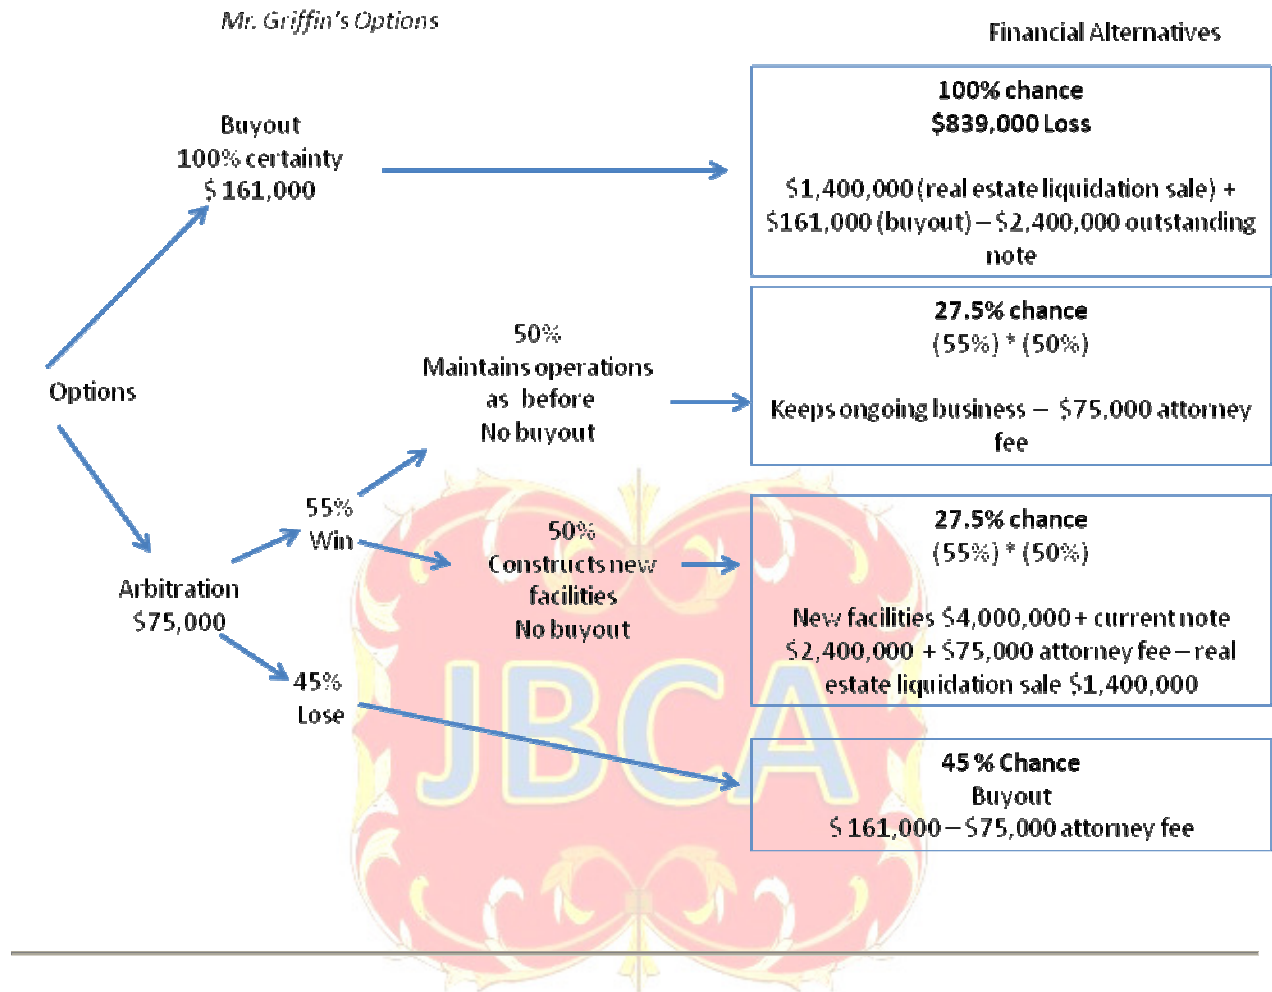 Mr. Griffin's Options
Financial Alternatives
Buyout
100% certainty
$ 161,000
100% chance
$839,000 Loss
$1,400,000 (real estate liquidation sale) +
$161,000 (buyout) – $2,400,000 outstanding
note
Options
50%
Maintains operations
as before
No buyout
27.5% chance
(55%) * (50%)
Keeps ongoing business – $75,000 attorney
fee
55%
Win
50%
Constructs new
facilities
No buyout
27.5% chance
(55%) * (50%)
New facilities $4,000,000 + current note
$2,400,000 + $75,000 attorney fee – real
estate liquidation sale $1,400,000
Arbitration
$75,000
45%
Lose
45% Chance
Buyout
$ 161,000 – $75,000 attorney fee
JBCA